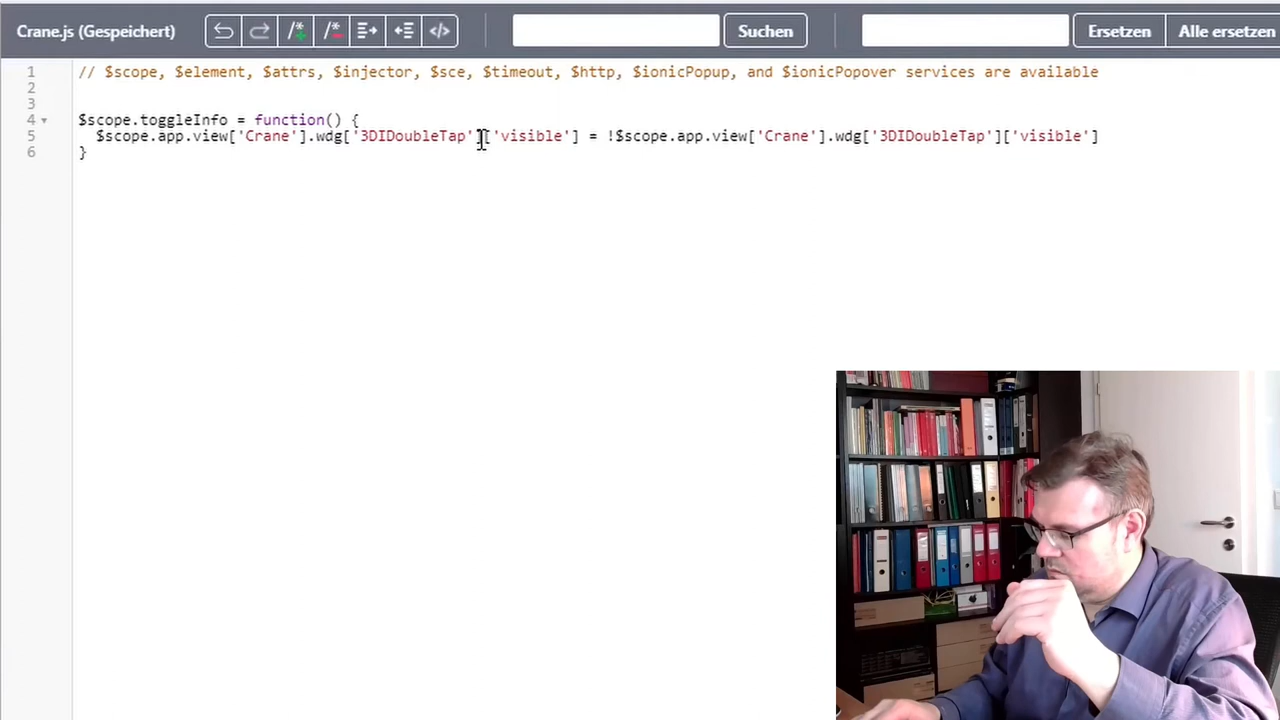 Crane.js (Gespeichert) </> Suchen Ersetzen Alle ersetzen
1 // $scope, $element, $attrs, $injector, $sce, $timeout, $http, $ionicPopup, and $ionicPopover services are available
2
3
4 $scope.toggleInfo = function() {
5 $scope.app.view['Crane'].wdg['3DIDoubleTap']['visible'] = !$scope.app.view['Crane'].wdg['3DIDoubleTap']['visible']
6 }